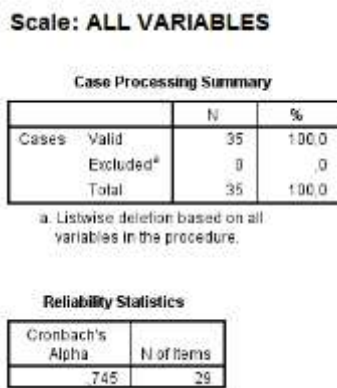 Scale: ALL VARIABLES
Case Processing Summary
N %
Cases Valid 35 100,0
Excludedª 0 ,0
Total 35 100,0
a. Listwise deletion based on all
variables in the procedure.
Reliability Statistics
Cronbach's
Alpha N of Items
,745 29